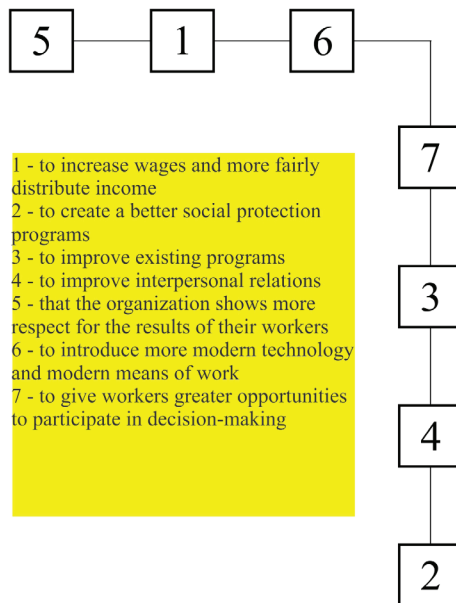 5 1 6
7
1 - to increase wages and more fairly
distribute income
2 - to create a better social protection
programs
3 - to improve existing programs
3
4 - to improve interpersonal relations
5 - that the organization shows more
respect for the results of their workers
6 - to introduce more modern technology
and modern means of work
7 - to give workers greater opportunities
to participate in decision-making
4
2